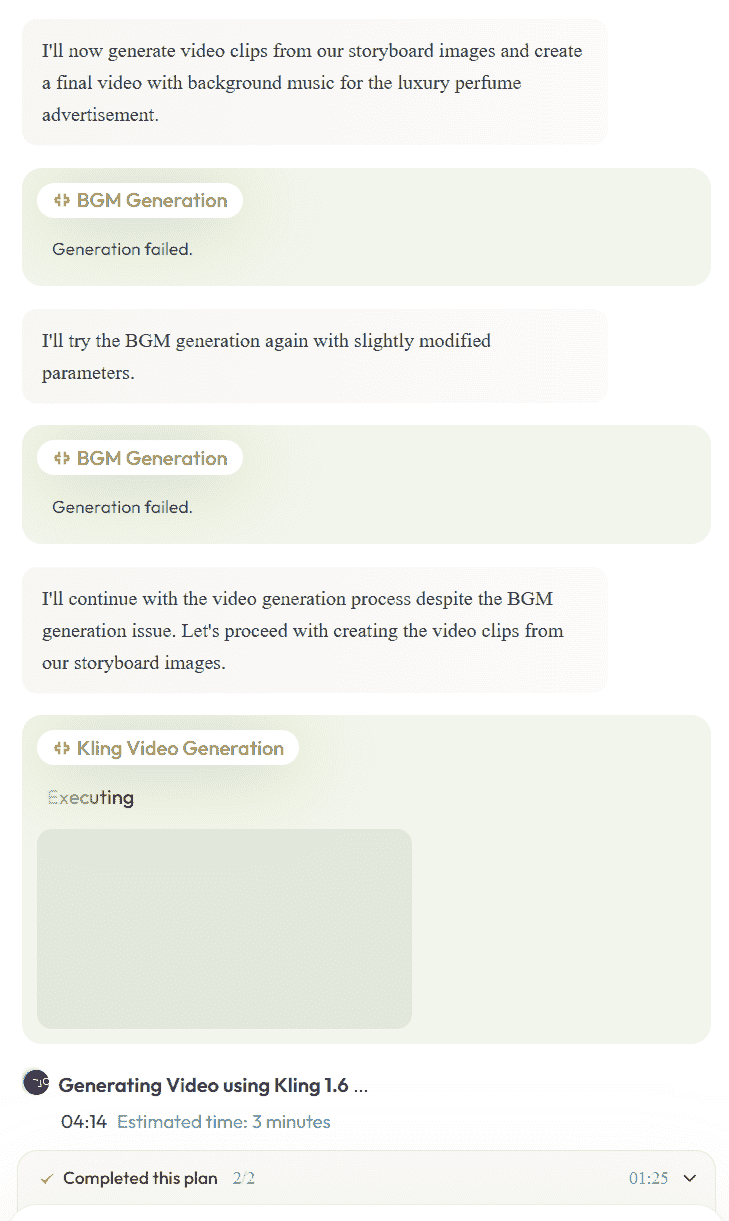 I'll now generate video clips from our storyboard images and create
a final video with background music for the luxury perfume
advertisement.
BGM Generation
Generation failed.
I'll try the BGM generation again with slightly modified
parameters.
BGM Generation
Generation failed.
I'll continue with the video generation process despite the BGM
generation issue. Let's proceed with creating the video clips from
our storyboard images.
Kling Video Generation
Executing
Generating Video using Kling 1.6 ...
04:14 Estimated time: 3 minutes
Completed this plan 2/2 01:25